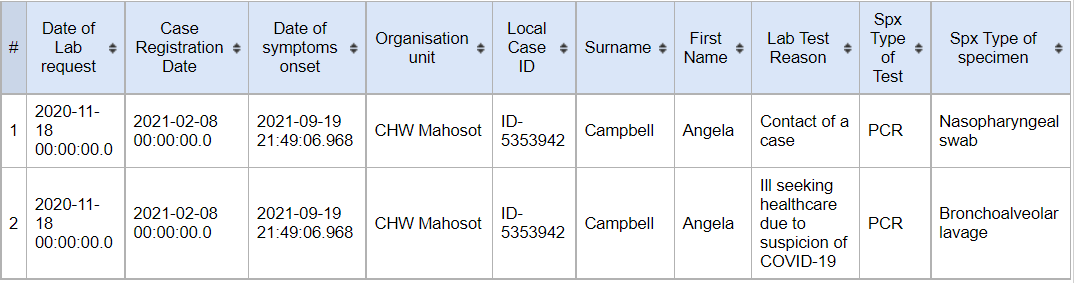 # Date of Lab request Case Registration Date Date of symptoms onset Organisation unit Local Case ID Surname First Name Lab Test Reason Spx Type of Test Spx Type of specimen
1 2020-11-18 00:00:00.0 2021-02-08 00:00:00.0 2021-09-19 21:49:06.968 CHW Mahosot ID-5353942 Campbell Angela Contact of a case PCR Nasopharyngeal swab
2 2020-11-18 00:00:00.0 2021-02-08 00:00:00.0 2021-09-19 21:49:06.968 CHW Mahosot ID-5353942 Campbell Angela Ill seeking healthcare due to suspicion of COVID-19 PCR Bronchoalveolar lavage